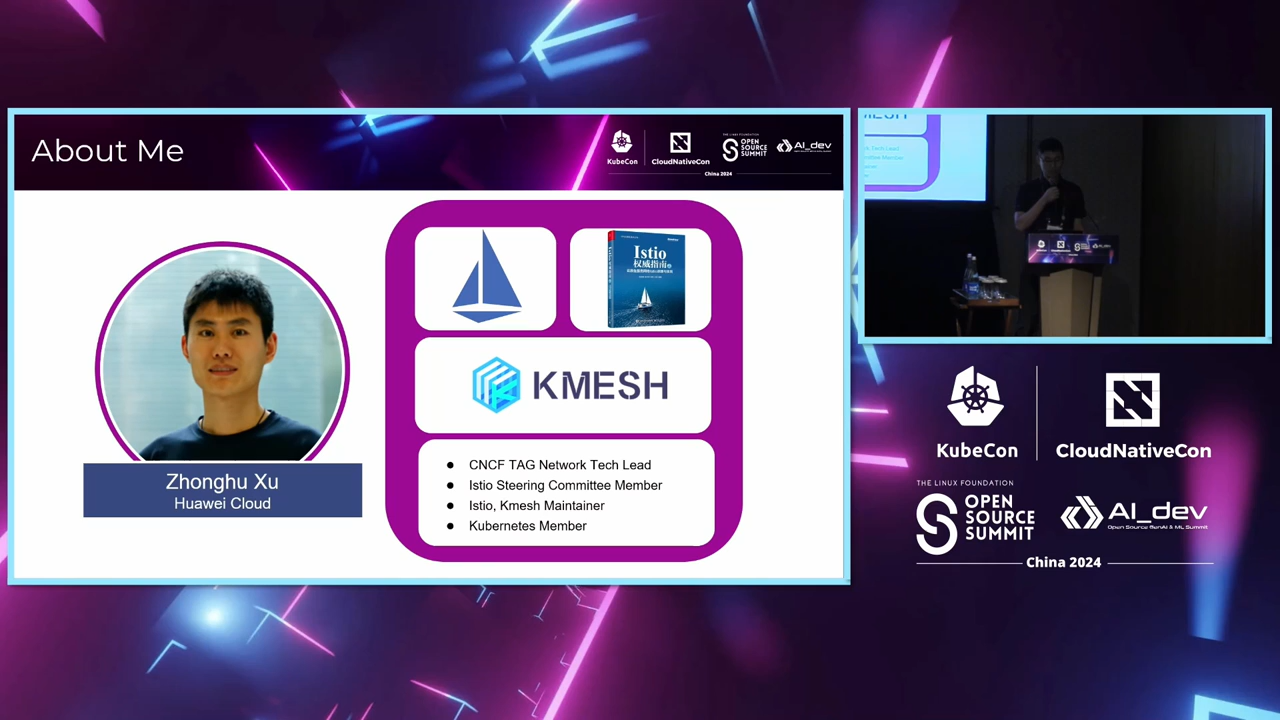 About Me
KubeCon
CloudNativeCon
THE LINUX FOUNDATION
OPEN
SOURCE
SUMMIT
AI_dev
China 2024
Istio
权威指南
KMESH
Zhonghu Xu
Huawei Cloud
● CNCF TAG Network Tech Lead
● Istio Steering Committee Member
● Istio, Kmesh Maintainer
● Kubernetes Member
KubeCon
CloudNativeCon
THE LINUX FOUNDATION
OPEN
SOURCE
SUMMIT
AI_dev
Open Source GenAI & ML Summit
China 2024